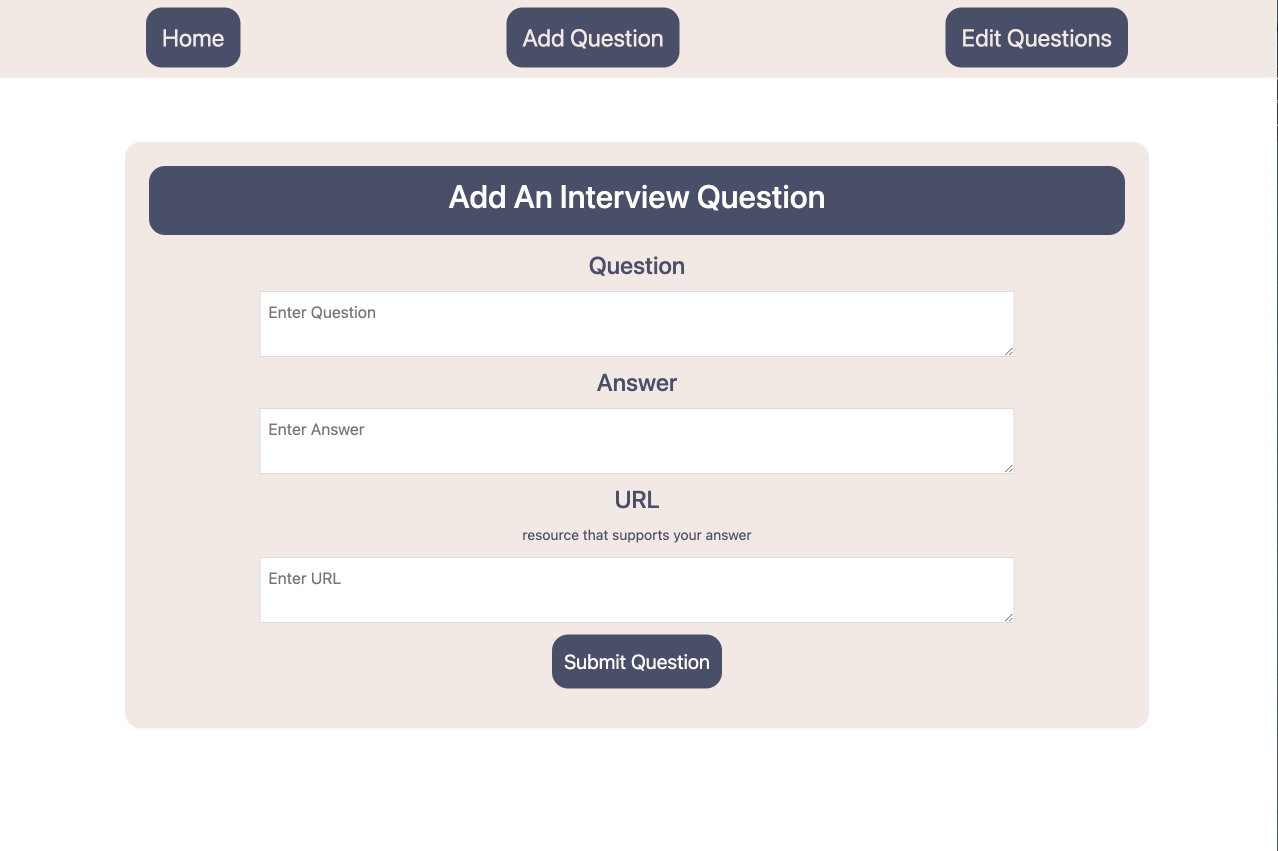 Home Add Question Edit Questions
Add An Interview Question
Question
Enter Question
Answer
Enter Answer
URL
resource that supports your answer
Enter URL
Submit Question